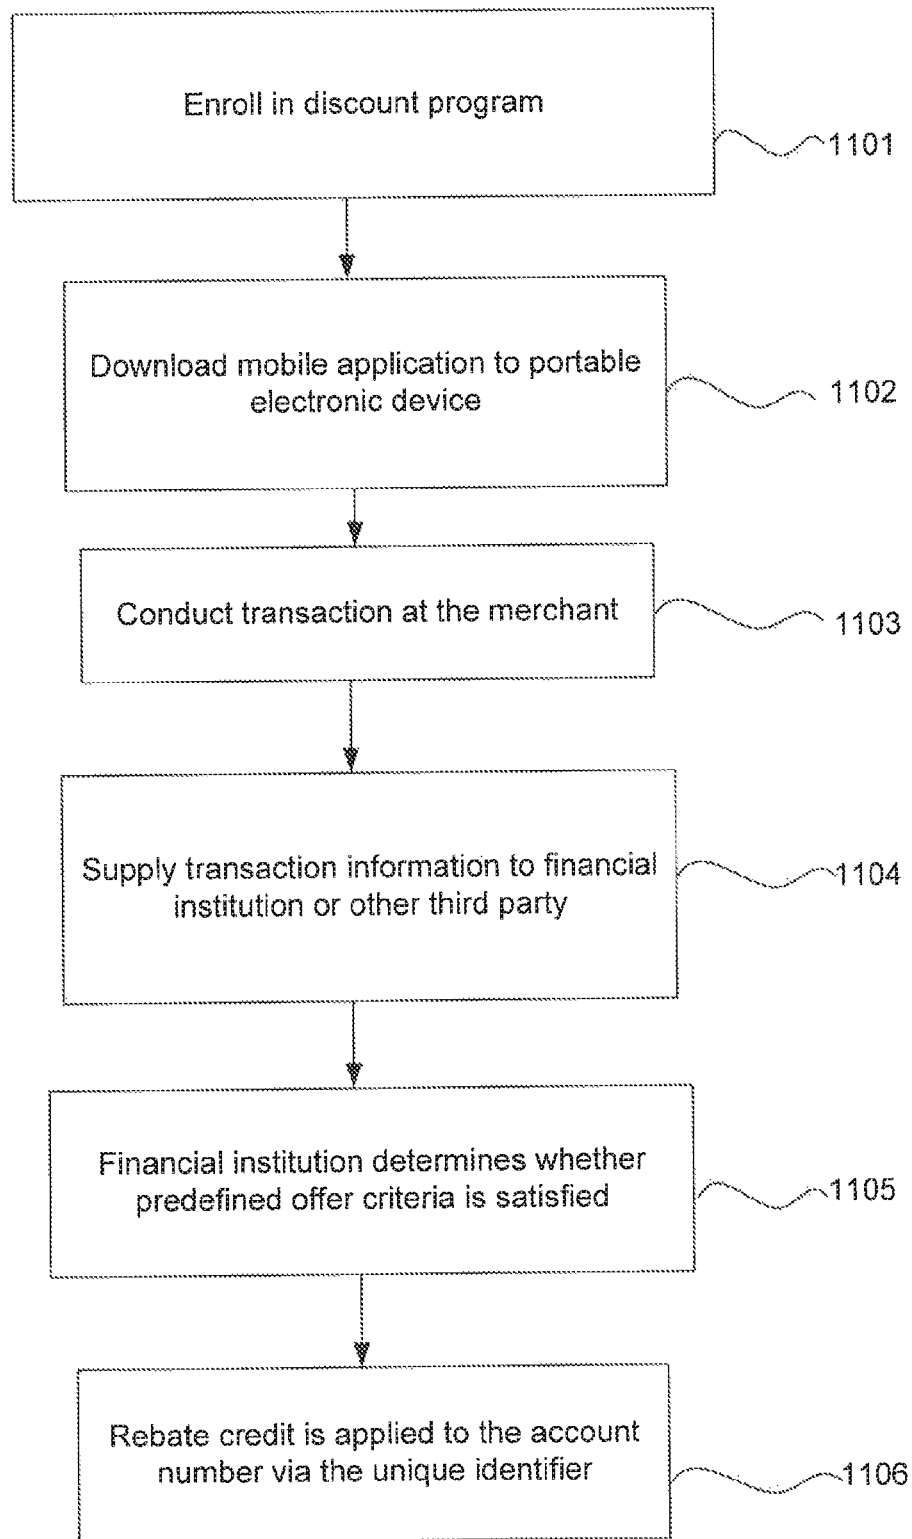 Enroll in discount program
1101
Download mobile application to portable
electronic device
1102
Conduct transaction at the merchant
1103
Supply transaction information to financial
institution or other third party
1104
Financial institution determines whether
predefined offer criteria is satisfied
1105
Rebate credit is applied to the account
number via the unique identifier
1106